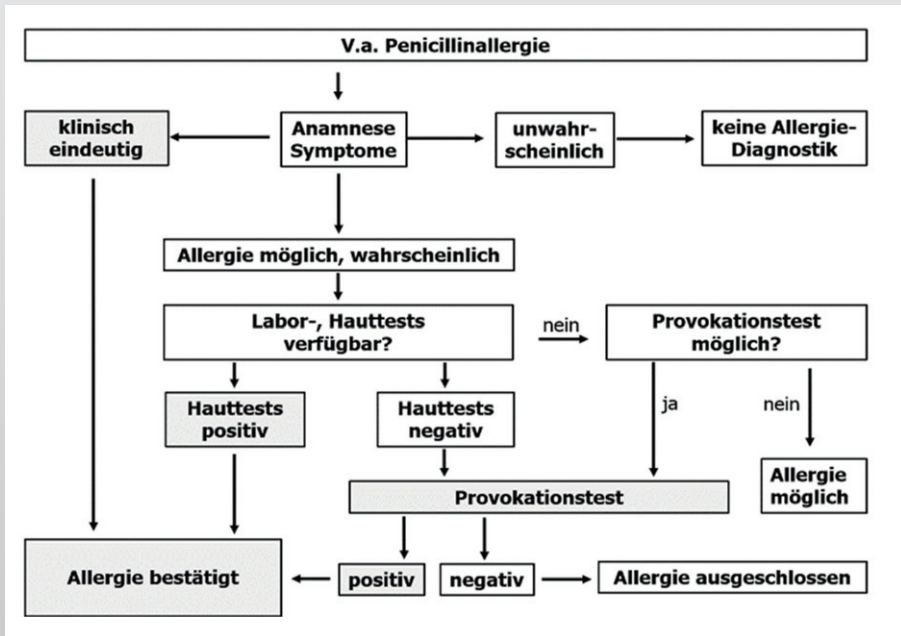 V.a. Penicillinallergie
klinisch
eindeutig
Anamnese
Symptome
unwahr-
scheinlich
keine Allergie-
Diagnostik
Allergie möglich, wahrscheinlich
Labor-, Hauttests
verfügbar?
nein
Provokationstest
möglich?
Hauttests
positiv
Hauttests
negativ
ja
nein
Allergie
möglich
Provokationstest
Allergie bestätigt
positiv
negativ
Allergie ausgeschlossen